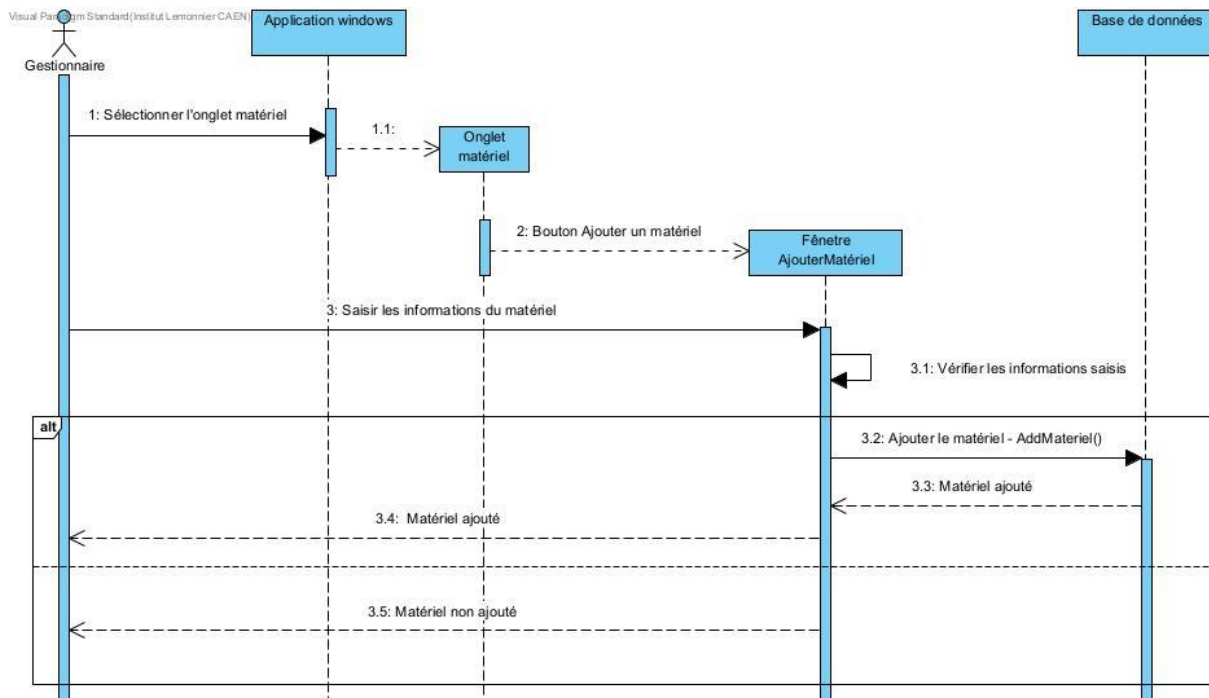 Visual Paradigm Standard(Institut Lemonnier CAEN)
Application windows
Base de données
Gestionnaire
1: Sélectionner l'onglet matériel
1.1:
Onglet
matériel
2: Bouton Ajouter un matériel
Fênetre
AjouterMatériel
3: Saisir les informations du matériel
3.1: Vérifier les informations saisis
alt
3.2: Ajouter le matériel - AddMateriel()
3.3: Matériel ajouté
3.4: Matériel ajouté
3.5: Matériel non ajouté